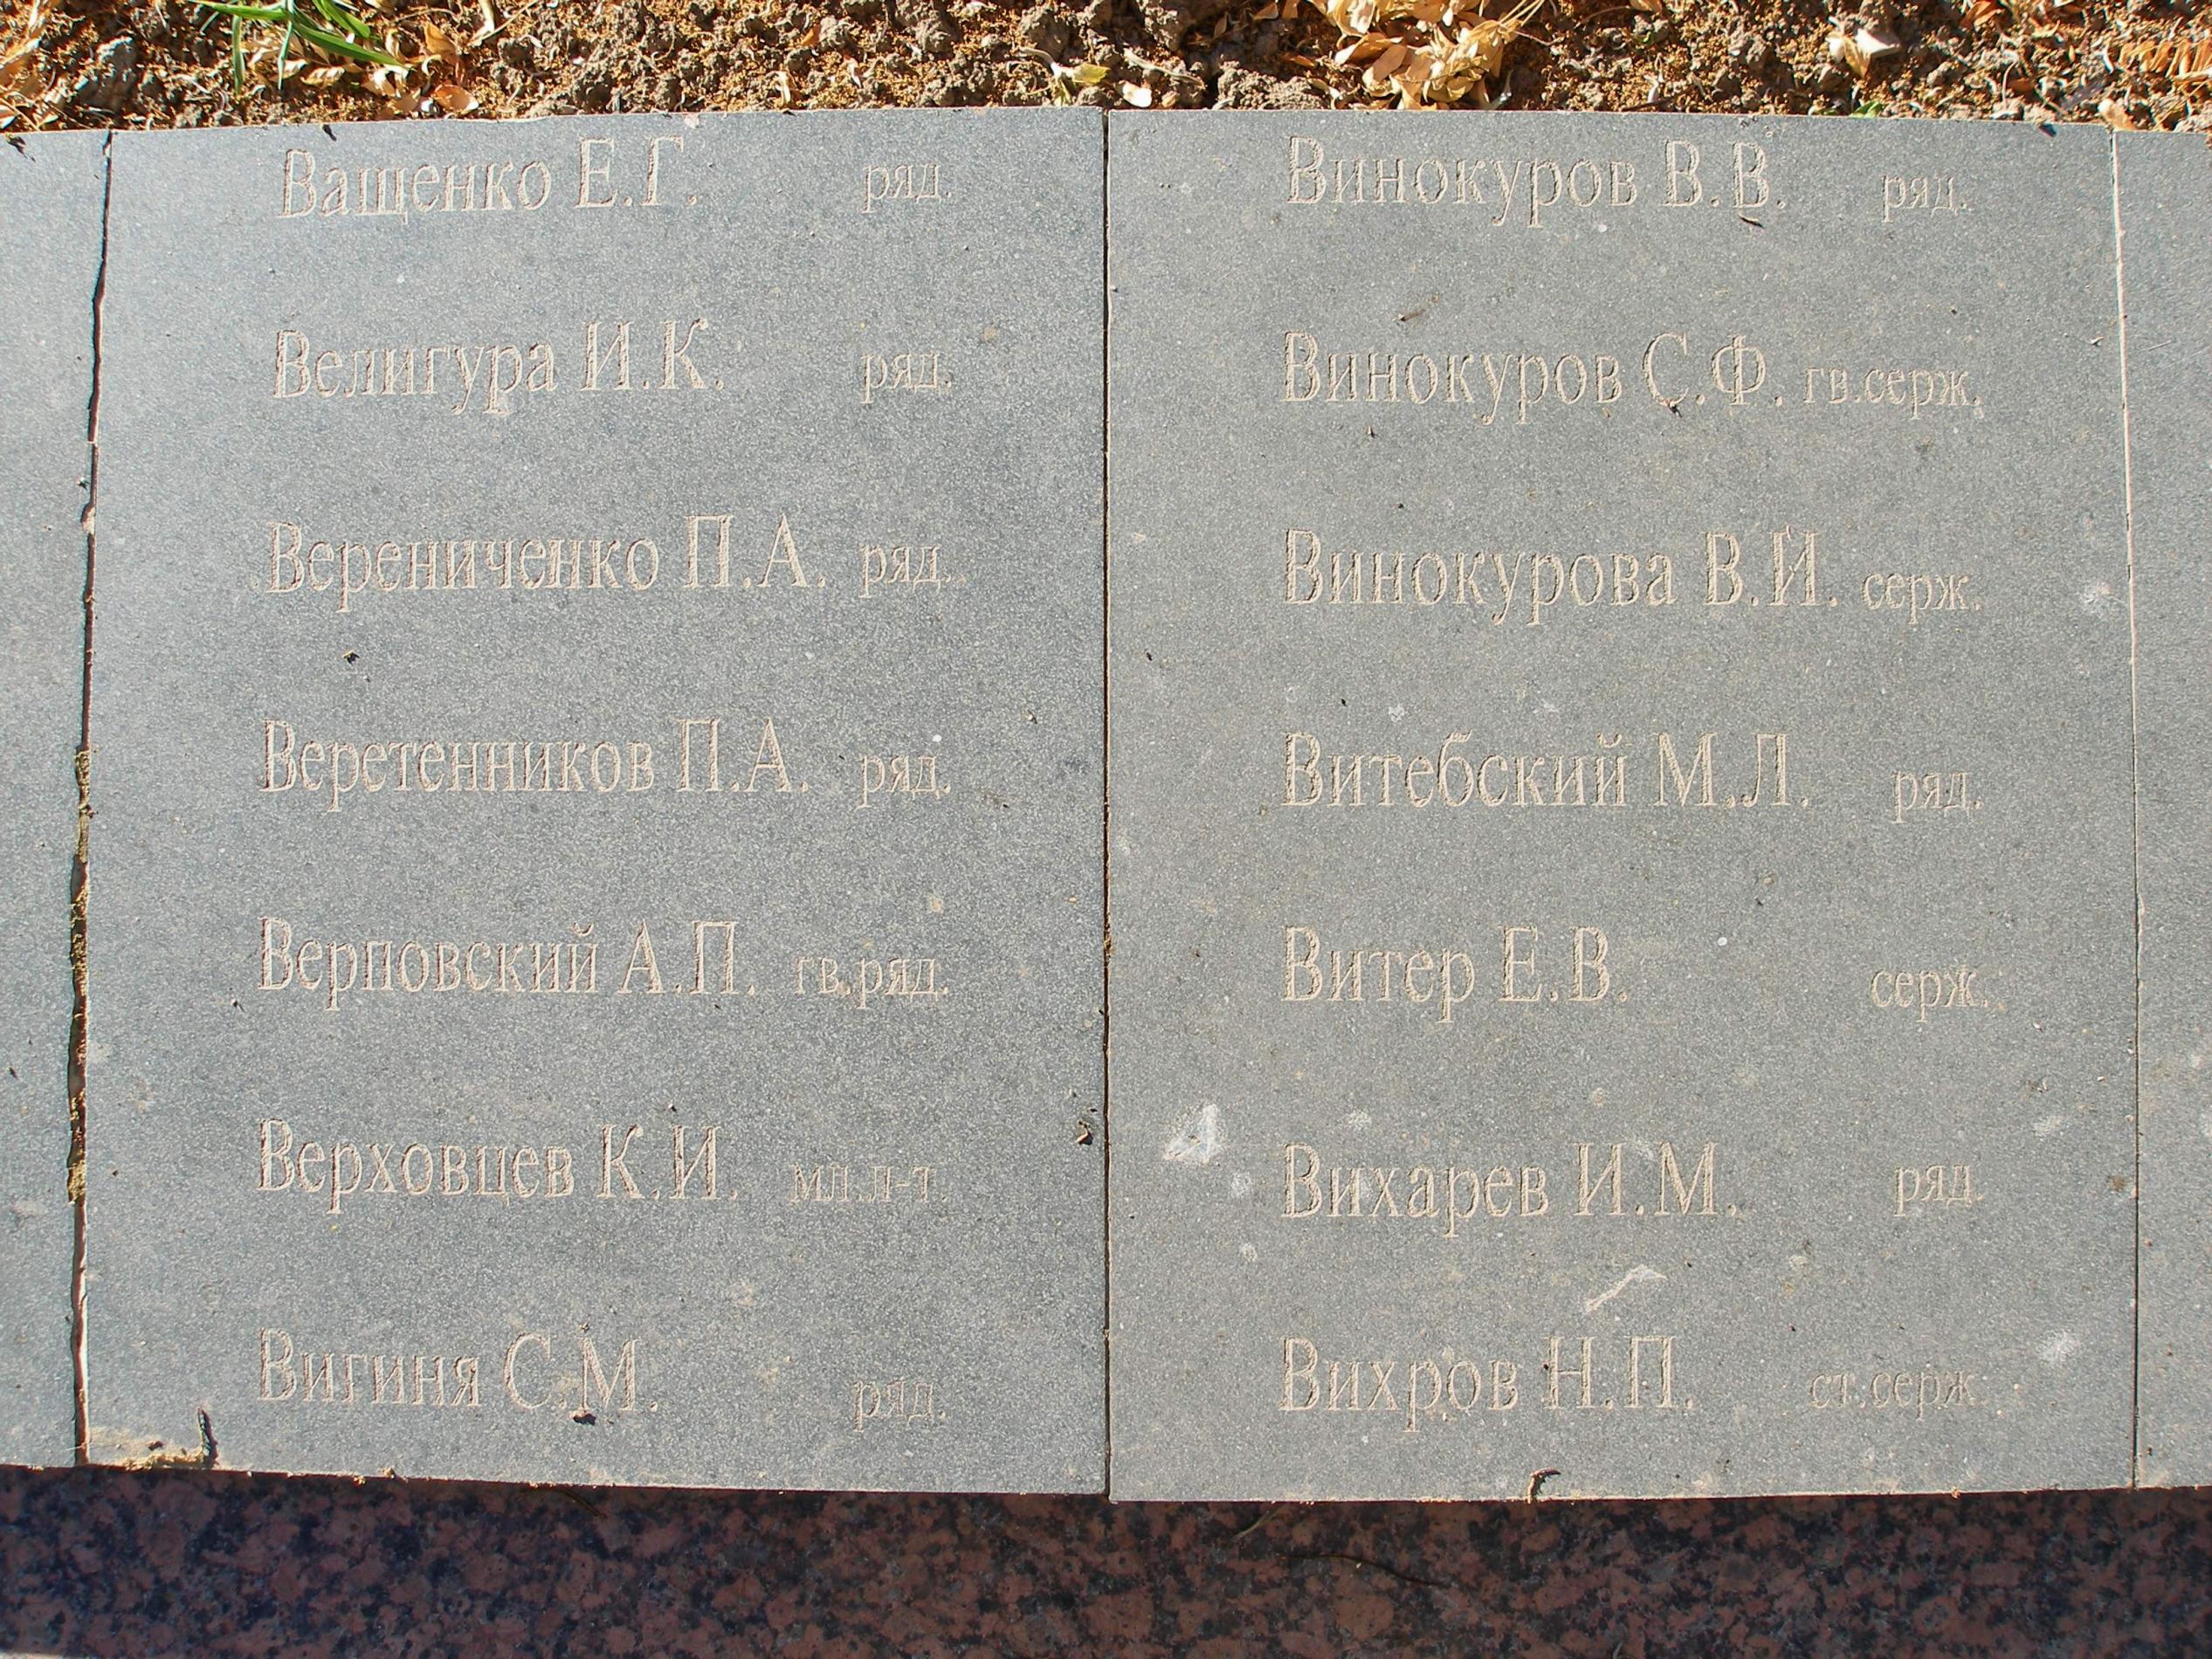 Ващенко Е.Г. ряд.
Велигура И.К. ряд.
Верениченко П.А. ряд.
Веретенников П.А. ряд.
Верповский А.П. гв.ряд.
Верховцев К.И. мл.л-т.
Вигиня С.М. ряд.
Винокуров В.В. ряд.
Винокуров С.Ф. гв.серж.
Винокурова В.И. серж.
Витебский М.Л. ряд.
Витер Е.В. серж.
Вихарев И.М. ряд.
Вихров Н.П. ст.серж.